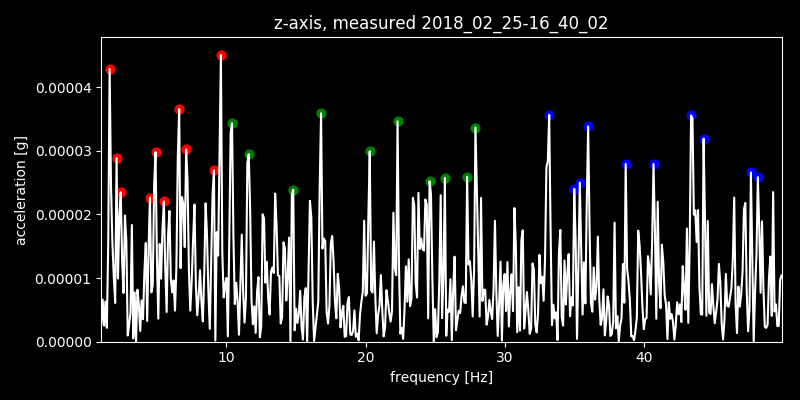 z-axis, measured 2018_02_25-16_40_02
acceleration [g]
0.00004
0.00003
0.00002
0.00001
0.00000
10 20 30 40
frequency [Hz]